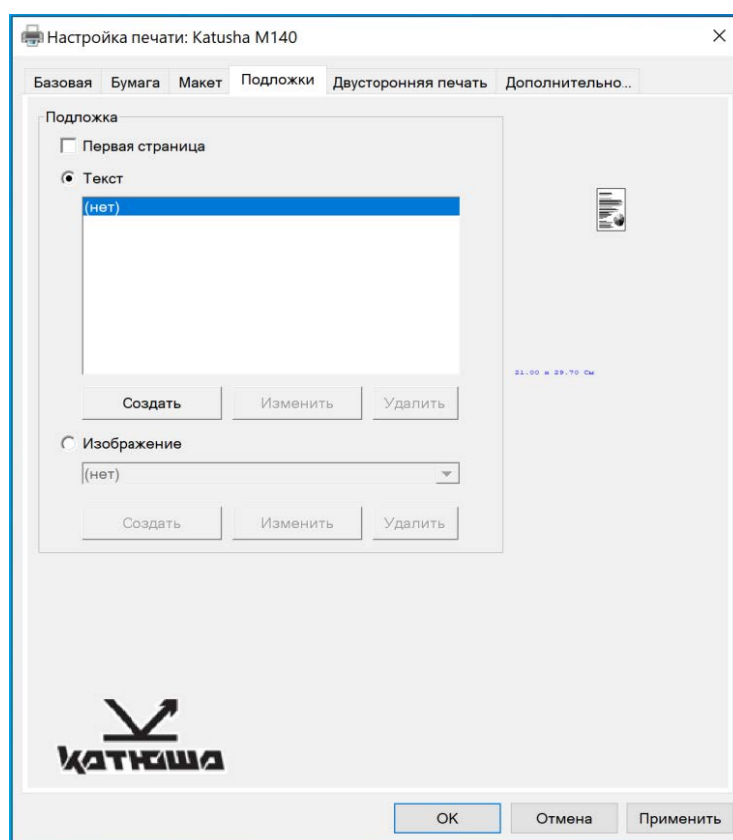 Настройка печати: Katusha M140
Базовая Бумага Макет Подложки Двусторонняя печать Дополнительно...
Подложка
Первая страница
Текст
(нет)
21.00 x 29.70 См
Создать Изменить Удалить
Изображение
(нет)
Создать Изменить Удалить
катюша
OK Отмена Применить